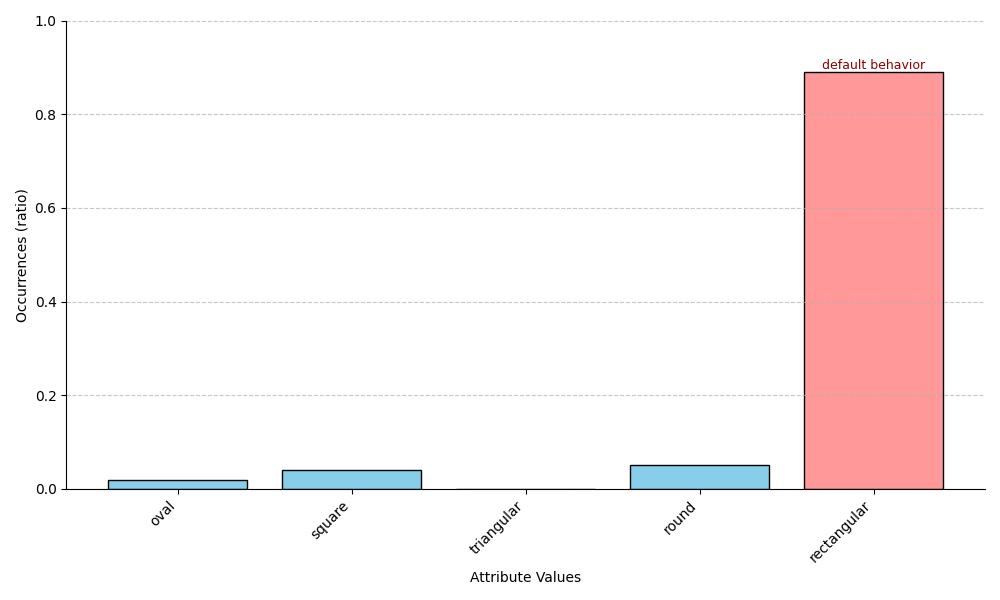 1.0
default behavior
0.8
0.6
0.4
0.2
0.0
Occurrences (ratio)
oval
square
triangular
round
rectangular
Attribute Values